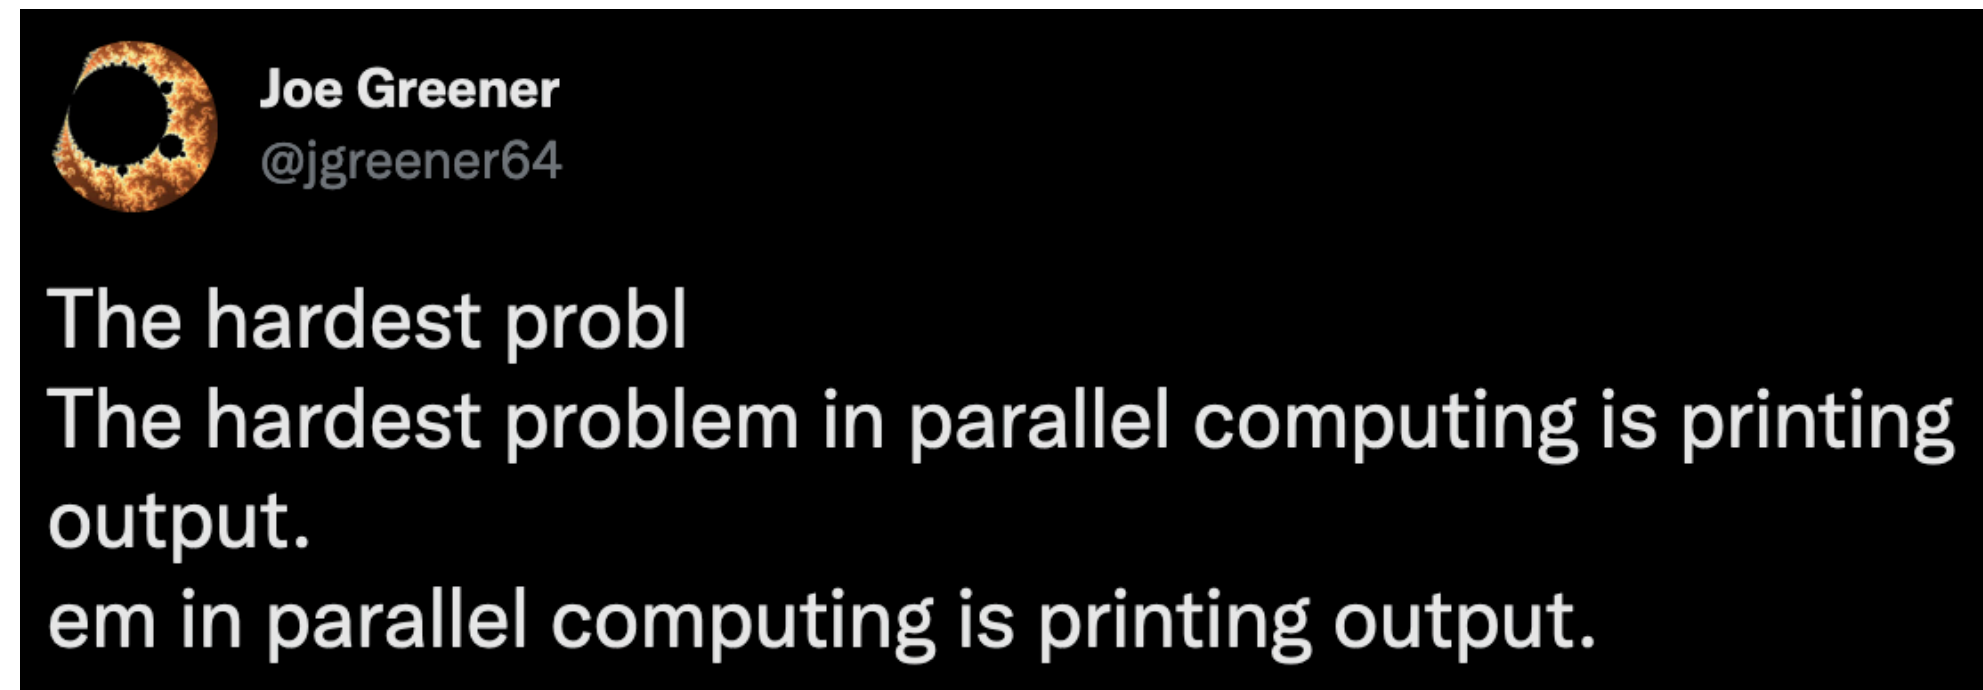 Joe Greener
@jgreener64
The hardest probl
The hardest problem in parallel computing is printing
output.
em in parallel computing is printing output.